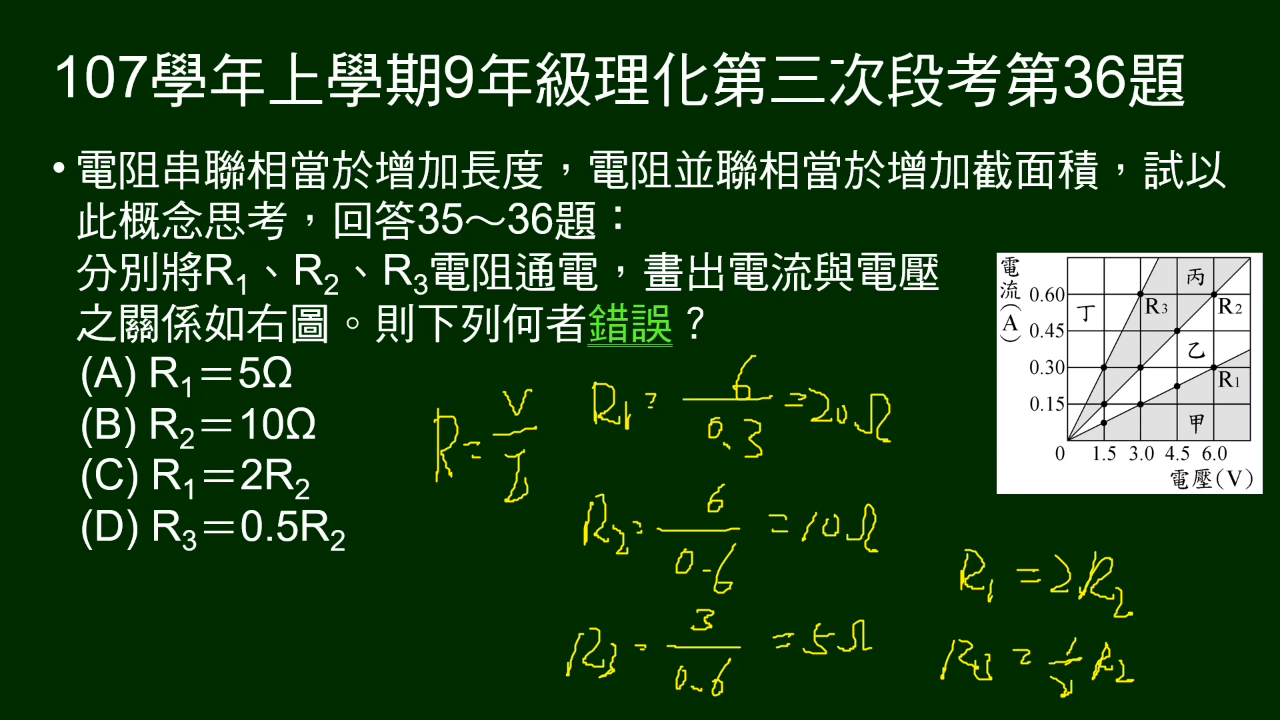 107學年上學期9年級理化第三次段考第36題
• 電阻串聯相當於增加長度，電阻並聯相當於增加截面積，試以
此概念思考，回答35～36題：
分別將R₁、R₂、R₃電阻通電，畫出電流與電壓
之關係如右圖。則下列何者錯誤？
(A) R₁＝5Ω
(B) R₂＝10Ω
(C) R₁＝2R₂
(D) R₃＝0.5R₂
電流(A)
0.60
0.45
0.30
0.15
0
1.5 3.0 4.5 6.0
電壓(V)
丁
R₃
丙
R₂
乙
R₁
甲
R = V/I
R₁ = 6/0.3 = 20Ω
R₂ = 6/0.6 = 10Ω
R₃ = 3/0.6 = 5Ω
R₁ = 2R₂
R₃ = 1/2 R₂